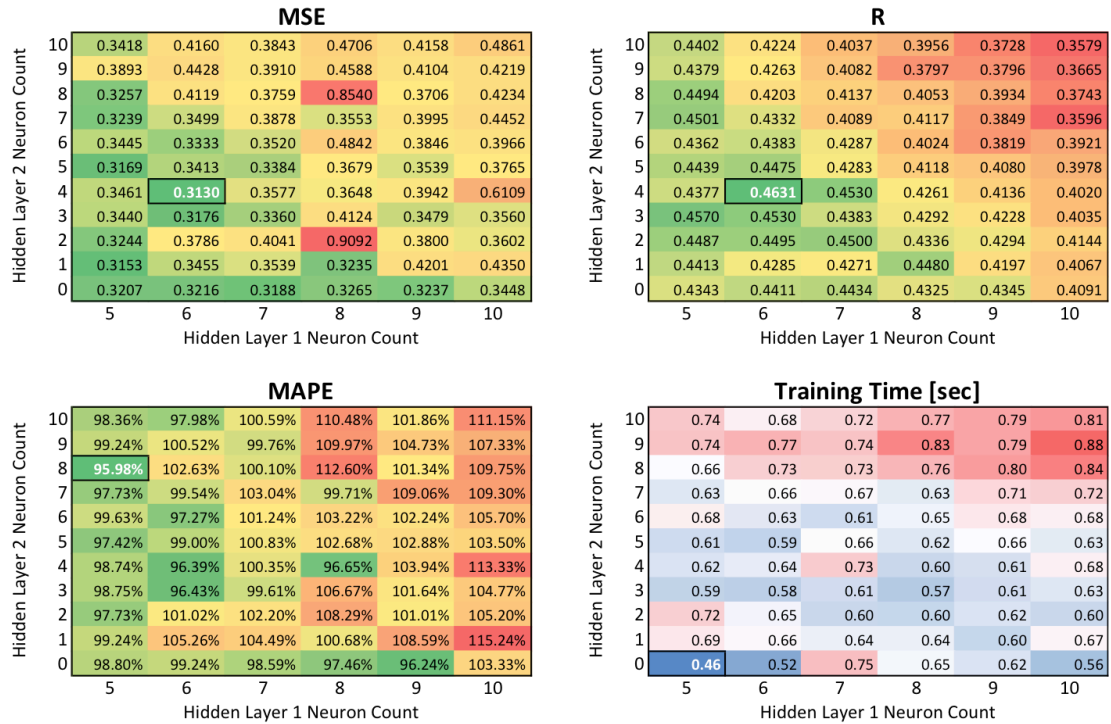 MSE
Hidden Layer 2 Neuron Count
10 0.3418 0.4160 0.3843 0.4706 0.4158 0.4861
9 0.3893 0.4428 0.3910 0.4588 0.4104 0.4219
8 0.3257 0.4119 0.3759 0.8540 0.3706 0.4234
7 0.3239 0.3499 0.3878 0.3553 0.3995 0.4452
6 0.3445 0.3333 0.3520 0.4842 0.3846 0.3966
5 0.3169 0.3413 0.3384 0.3679 0.3539 0.3765
4 0.3461 0.3130 0.3577 0.3648 0.3942 0.6109
3 0.3440 0.3176 0.3360 0.4124 0.3479 0.3560
2 0.3244 0.3786 0.4041 0.9092 0.3800 0.3602
1 0.3153 0.3455 0.3539 0.3235 0.4201 0.4350
0 0.3207 0.3216 0.3188 0.3265 0.3237 0.3448
5 6 7 8 9 10
Hidden Layer 1 Neuron Count
R
Hidden Layer 2 Neuron Count
10 0.4402 0.4224 0.4037 0.3956 0.3728 0.3579
9 0.4379 0.4263 0.4082 0.3797 0.3796 0.3665
8 0.4494 0.4203 0.4137 0.4053 0.3934 0.3743
7 0.4501 0.4332 0.4089 0.4117 0.3849 0.3596
6 0.4362 0.4383 0.4287 0.4024 0.3819 0.3921
5 0.4439 0.4475 0.4283 0.4118 0.4080 0.3978
4 0.4377 0.4631 0.4530 0.4261 0.4136 0.4020
3 0.4570 0.4530 0.4383 0.4292 0.4228 0.4035
2 0.4487 0.4495 0.4500 0.4336 0.4294 0.4144
1 0.4413 0.4285 0.4271 0.4480 0.4197 0.4067
0 0.4343 0.4411 0.4434 0.4325 0.4345 0.4091
5 6 7 8 9 10
Hidden Layer 1 Neuron Count
MAPE
Hidden Layer 2 Neuron Count
10 98.36% 97.98% 100.59% 110.48% 101.86% 111.15%
9 99.24% 100.52% 99.76% 109.97% 104.73% 107.33%
8 95.98% 102.63% 100.10% 112.60% 101.34% 109.75%
7 97.73% 99.54% 103.04% 99.71% 109.06% 109.30%
6 99.63% 97.27% 101.24% 103.22% 102.24% 105.70%
5 97.42% 99.00% 100.83% 102.68% 102.88% 103.50%
4 98.74% 96.39% 100.35% 96.65% 103.94% 113.33%
3 98.75% 96.43% 99.61% 106.67% 101.64% 104.77%
2 97.73% 101.02% 102.20% 108.29% 101.01% 105.20%
1 99.24% 105.26% 104.49% 100.68% 108.59% 115.24%
0 98.80% 99.24% 98.59% 97.46% 96.24% 103.33%
5 6 7 8 9 10
Hidden Layer 1 Neuron Count
Training Time [sec]
Hidden Layer 2 Neuron Count
10 0.74 0.68 0.72 0.77 0.79 0.81
9 0.74 0.77 0.74 0.83 0.79 0.88
8 0.66 0.73 0.73 0.76 0.80 0.84
7 0.63 0.66 0.67 0.63 0.71 0.72
6 0.68 0.63 0.61 0.65 0.68 0.68
5 0.61 0.59 0.66 0.62 0.66 0.63
4 0.62 0.64 0.73 0.60 0.61 0.68
3 0.59 0.58 0.61 0.57 0.61 0.63
2 0.72 0.65 0.60 0.60 0.62 0.60
1 0.69 0.66 0.64 0.64 0.60 0.67
0 0.46 0.52 0.75 0.65 0.62 0.56
5 6 7 8 9 10
Hidden Layer 1 Neuron Count